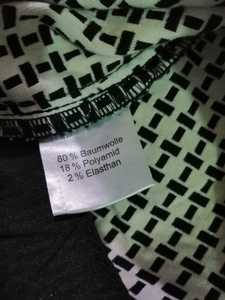 80 % Baumwolle
18 % Polyamid
2 % Elasthan